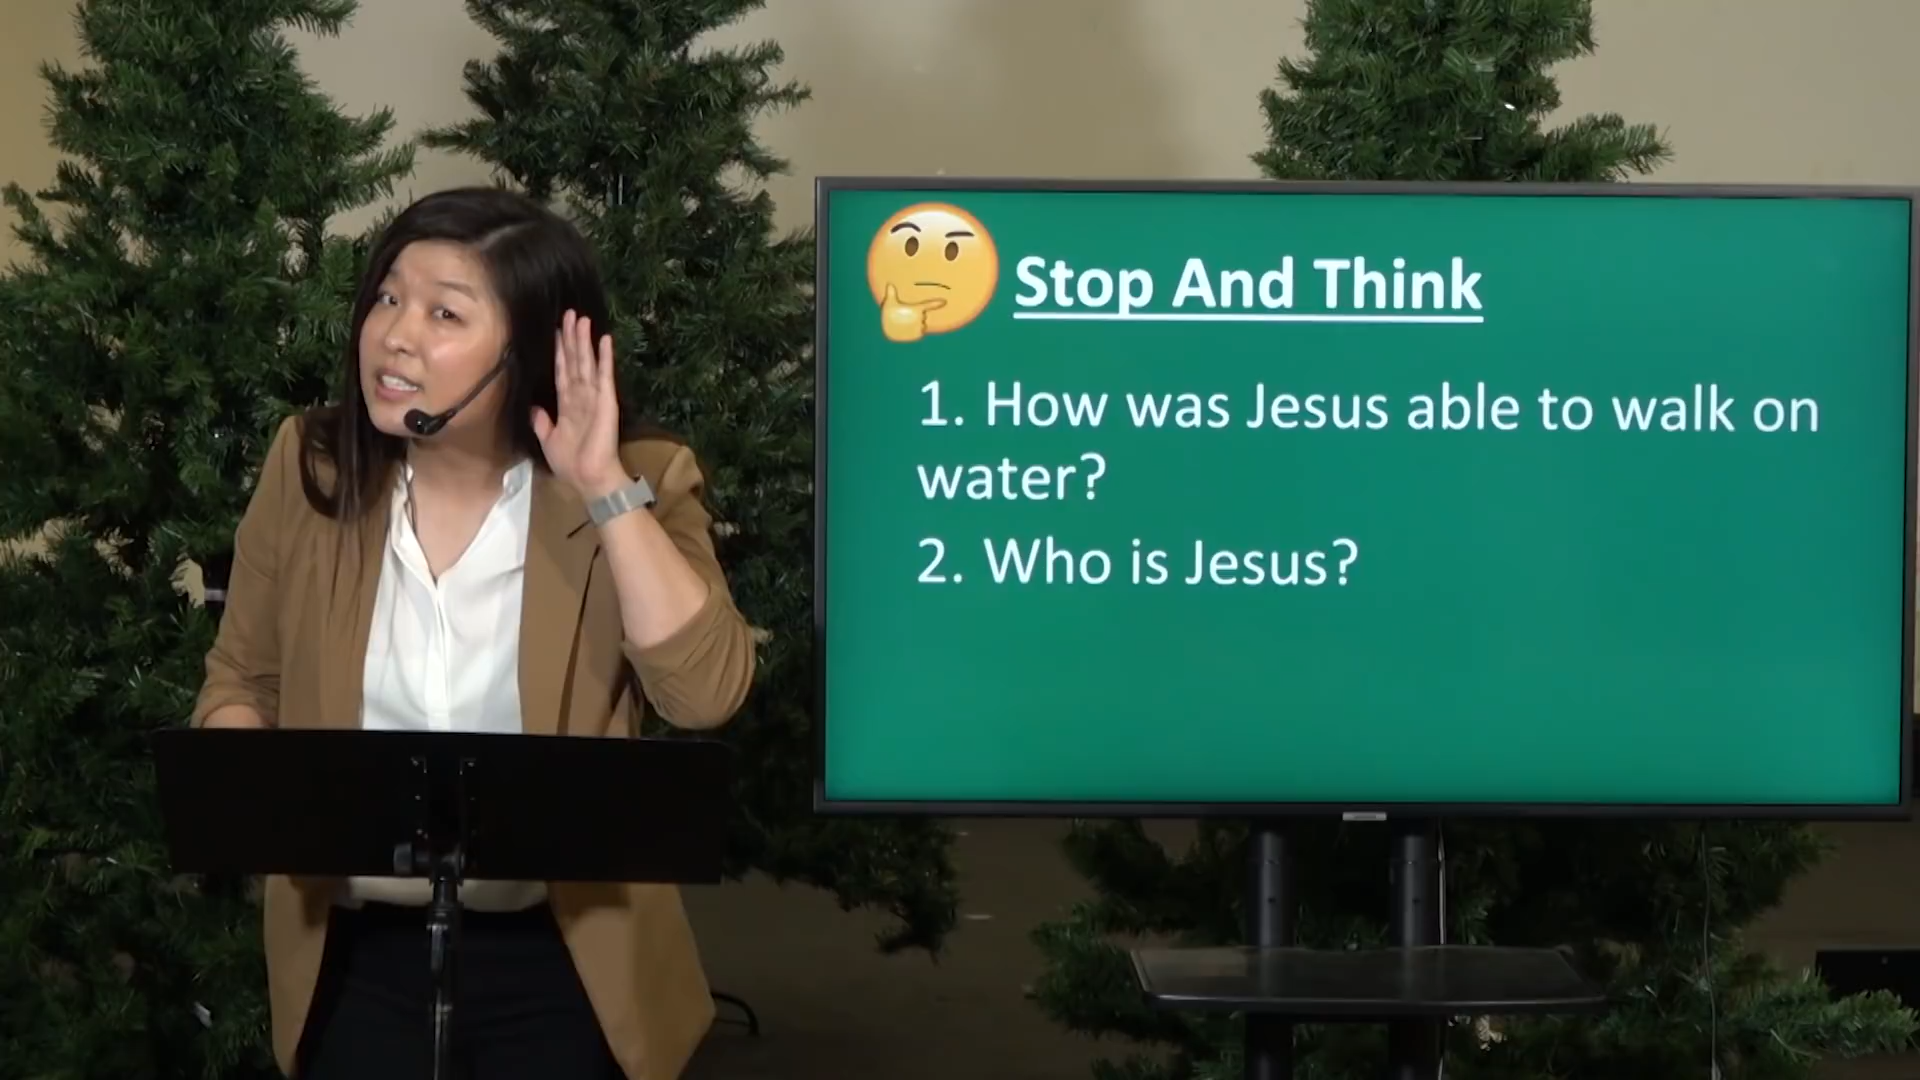 Stop And Think
1. How was Jesus able to walk on
water?
2. Who is Jesus?